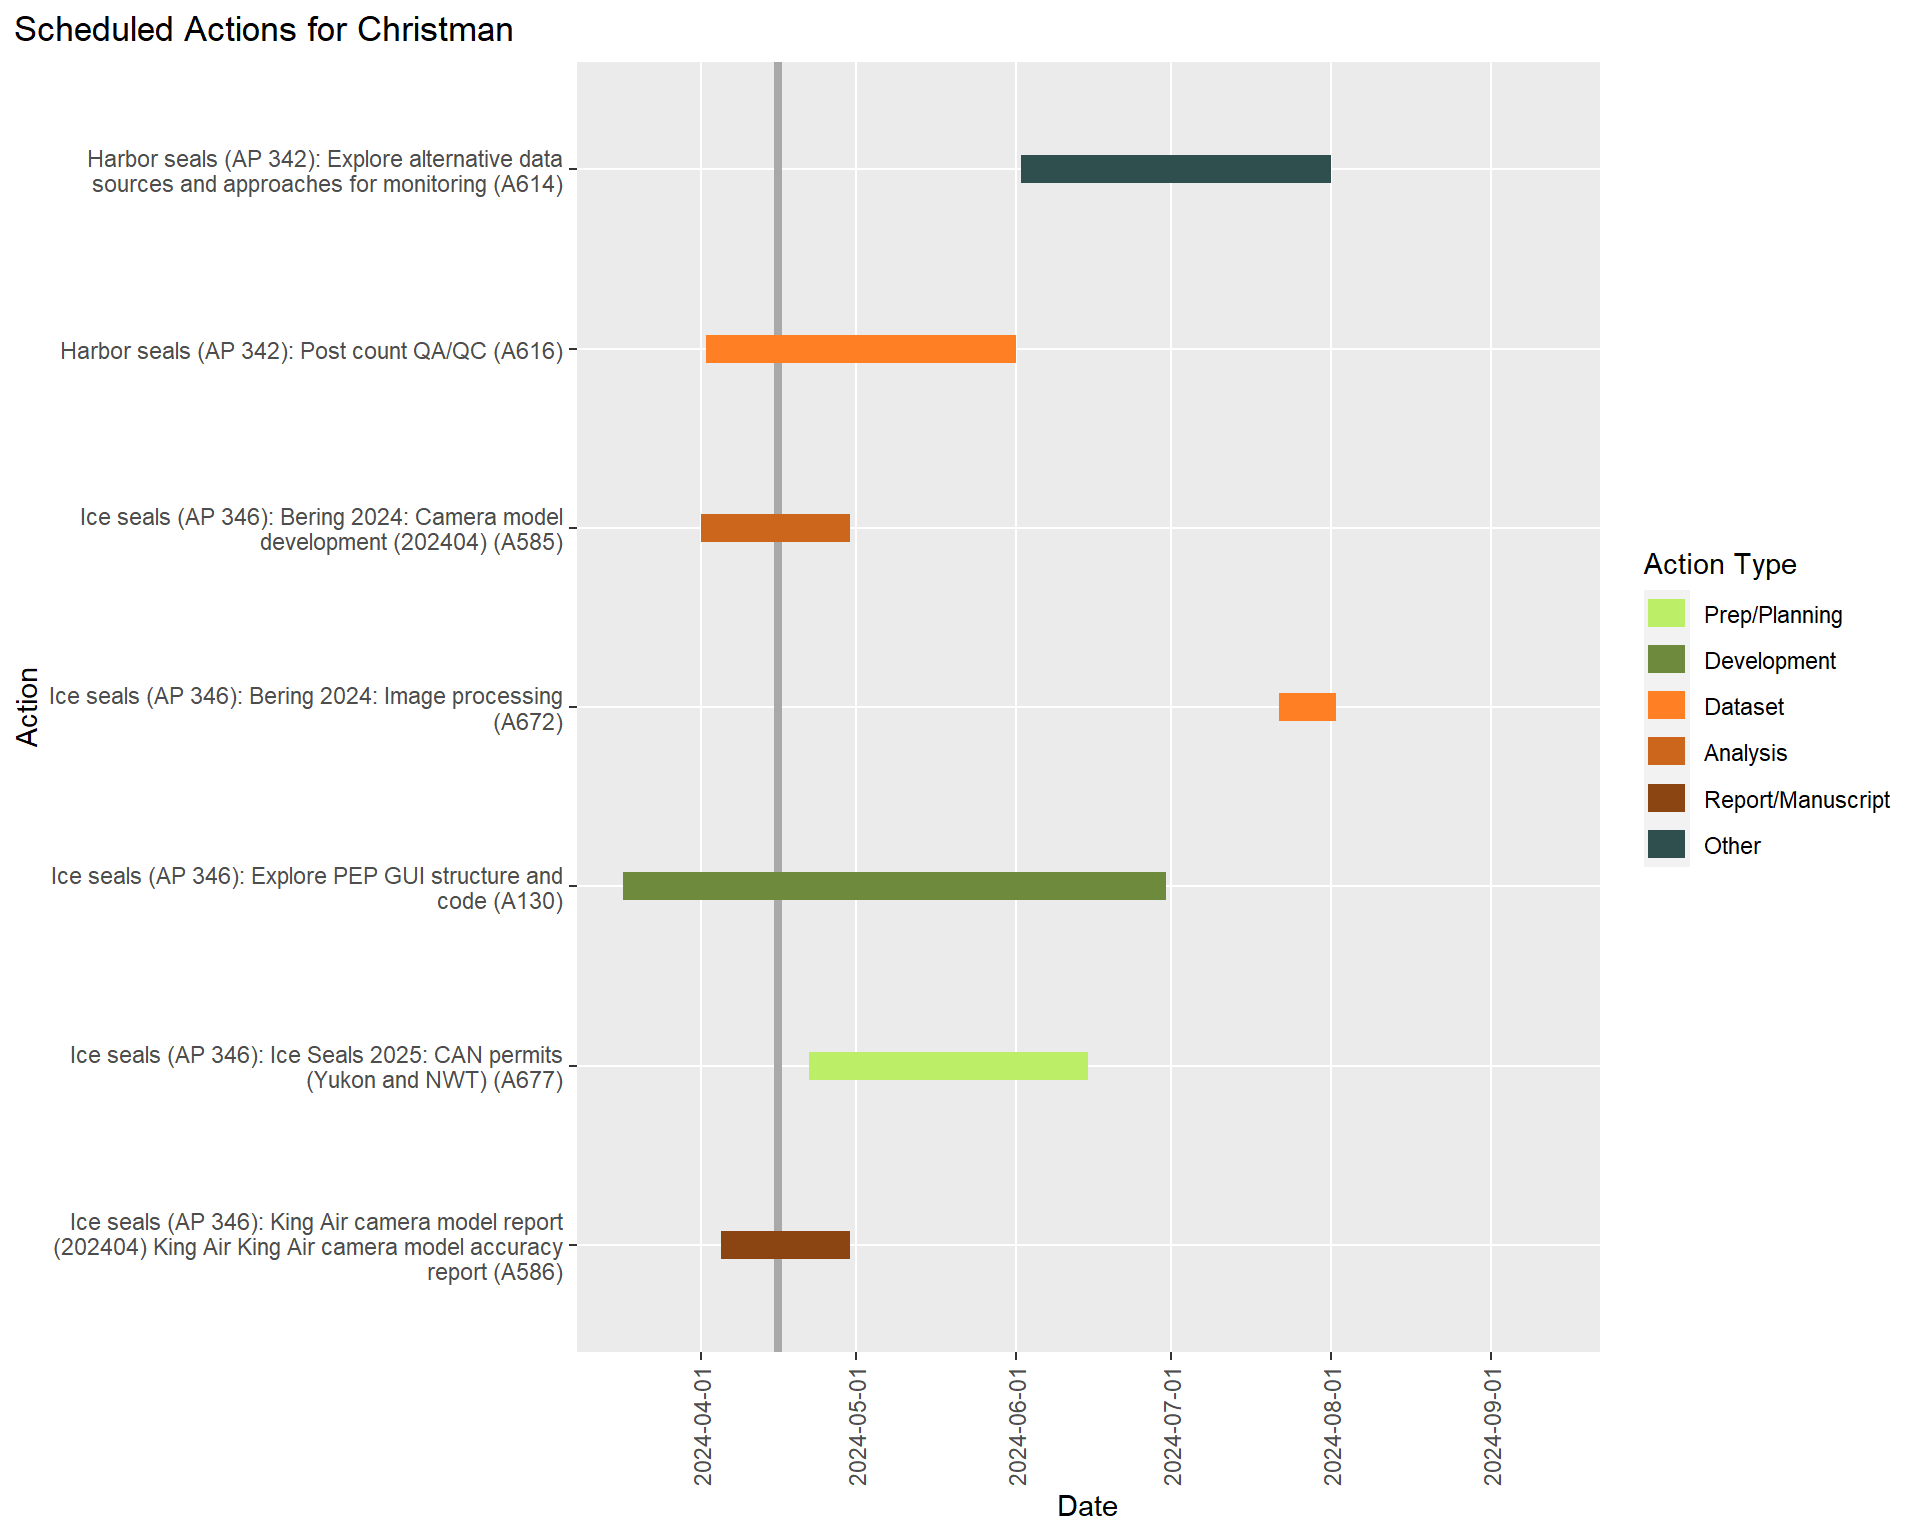 Scheduled Actions for Christman
Harbor seals (AP 342): Explore alternative data
sources and approaches for monitoring (A614)
Harbor seals (AP 342): Post count QA/QC (A616)
Ice seals (AP 346): Bering 2024: Camera model
development (202404) (A585)
Ice seals (AP 346): Bering 2024: Image processing
(A672)
Ice seals (AP 346): Explore PEP GUI structure and
code (A130)
Ice seals (AP 346): Ice Seals 2025: CAN permits
(Yukon and NWT) (A677)
Ice seals (AP 346): King Air camera model report
(202404) King Air King Air camera model accuracy
report (A586)
Action
2024-04-01
2024-05-01
2024-06-01
2024-07-01
2024-08-01
2024-09-01
Date
Action Type
Prep/Planning
Development
Dataset
Analysis
Report/Manuscript
Other